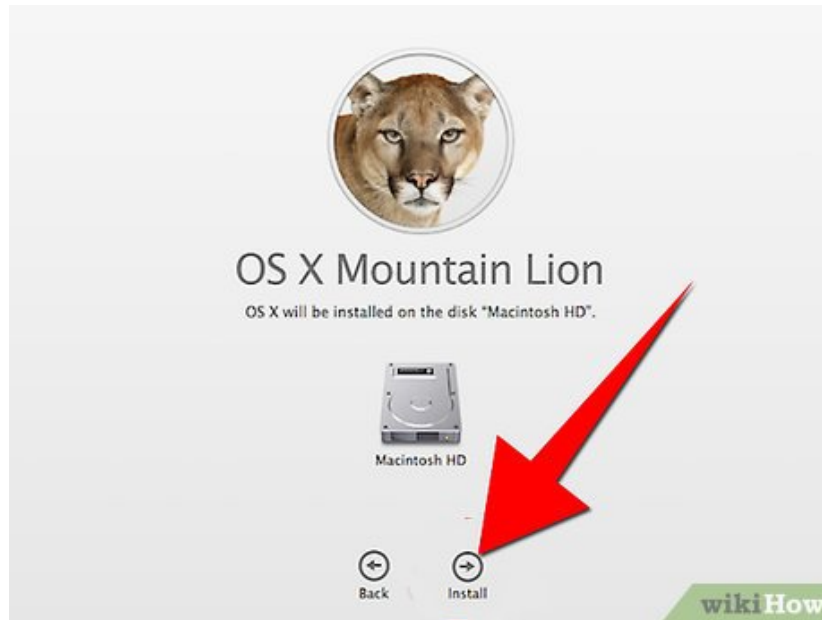 OS X Mountain Lion
OS X will be installed on the disk “Macintosh HD”.
Macintosh HD
Back Install
wikiHow